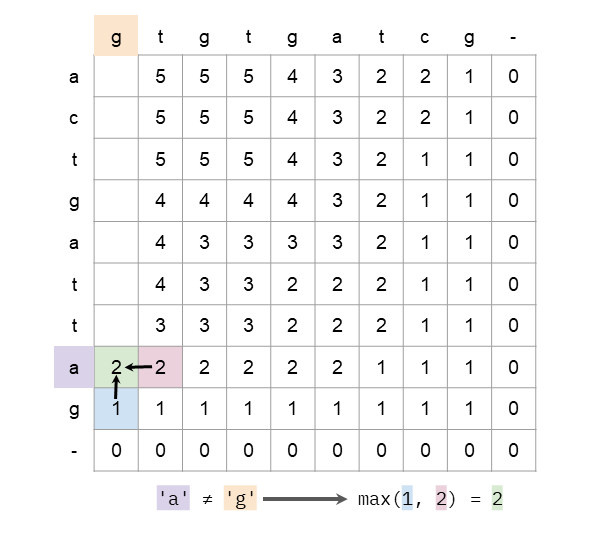 g t g t g a t c g -
a 5 5 5 4 3 2 2 1 0
c 5 5 5 4 3 2 2 1 0
t 5 5 5 4 3 2 1 1 0
g 4 4 4 4 3 2 1 1 0
a 4 3 3 3 3 2 1 1 0
t 4 3 3 2 2 2 1 1 0
t 3 3 3 2 2 2 1 1 0
a 2 2 2 2 2 2 1 1 1 0
g 1 1 1 1 1 1 1 1 1 0
- 0 0 0 0 0 0 0 0 0 0
'a' ≠ 'g' max(1, 2) = 2